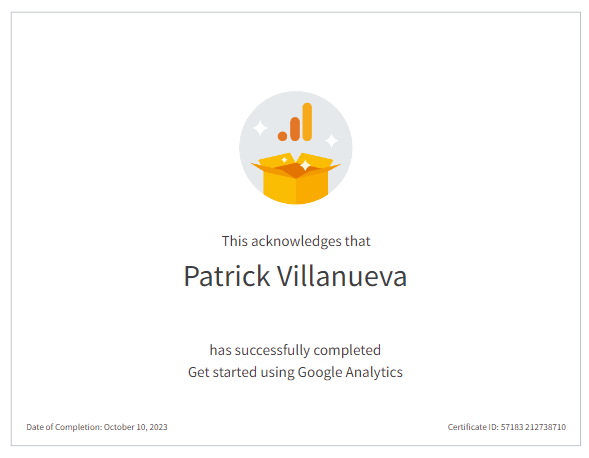 This acknowledges that
Patrick Villanueva
has successfully completed
Get started using Google Analytics
Date of Completion: October 10, 2023
Certificate ID: 57183 212738710